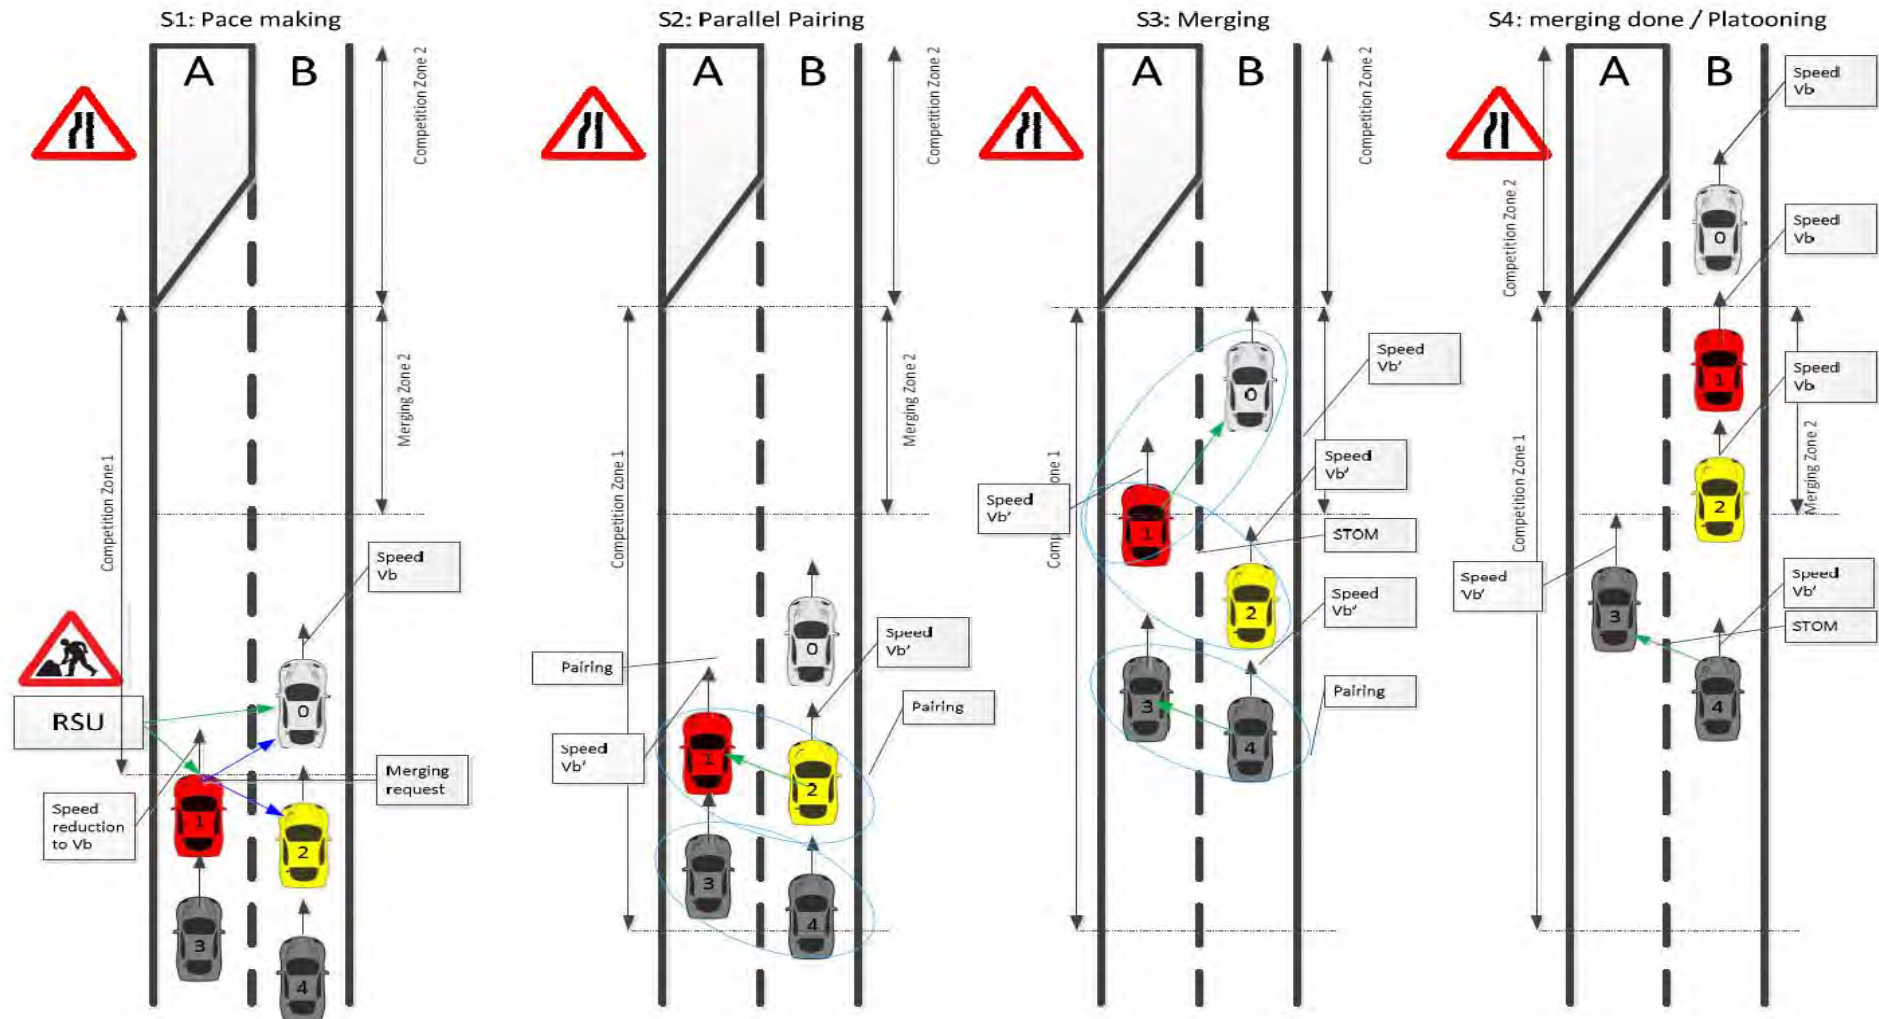 S1: Pace making
A
B
Competition Zone 2
Merging Zone 2
Competition Zone 1
Speed
Vb
RSU
0
Merging
request
Speed
reduction
to Vb
1
2
3
4
S2: Parallel Pairing
A
B
Competition Zone 2
Merging Zone 2
Competition Zone 1
0
Speed
Vb'
Pairing
Pairing
Speed
Vb'
1
2
3
4
S3: Merging
A
B
Competition Zone 2
Speed
Vb'
0
Speed
Vb'
Speed
Vb'
1
STOM
2
Speed
Vb'
3
Pairing
4
S4: merging done / Platooning
A
B
Speed
Vb
Competition Zone 2
Speed
Vb
0
Speed
Vb
1
Competition Zone 1
Merging Zone 2
2
Speed
Vb'
Speed
Vb'
3
STOM
4